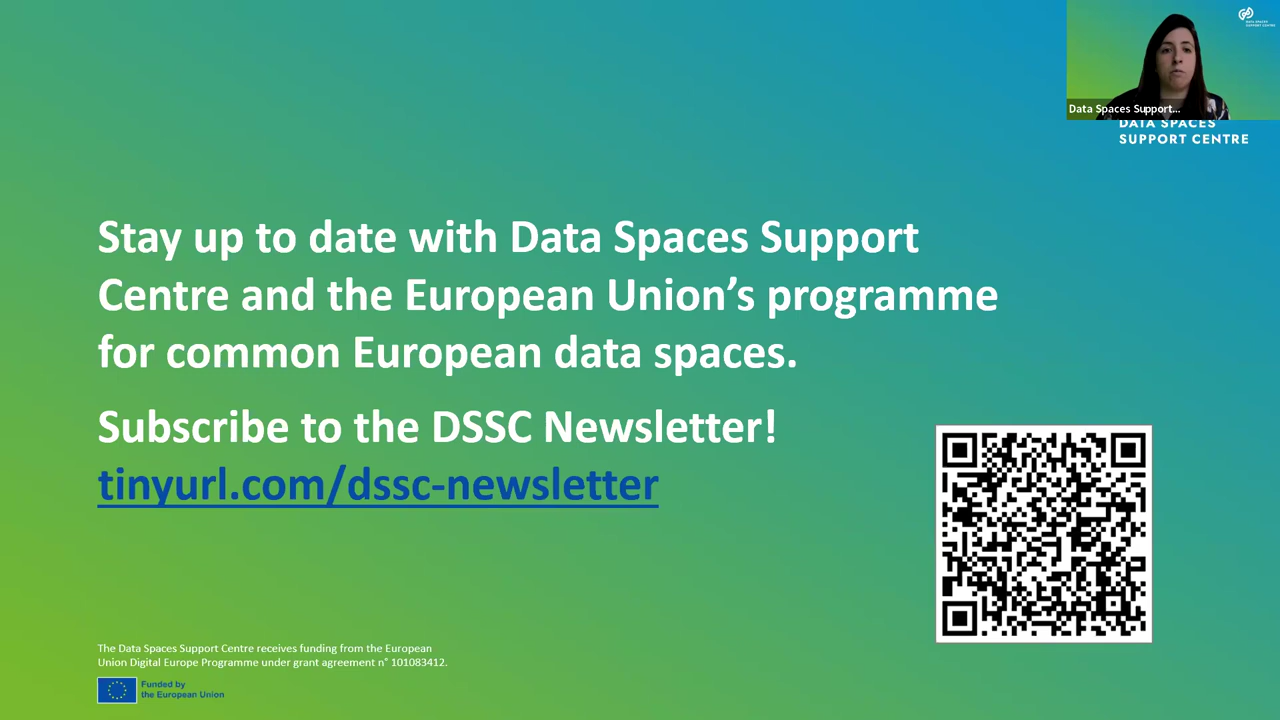 Data Spaces Support...
DATA SPACES
SUPPORT CENTRE
Stay up to date with Data Spaces Support
Centre and the European Union’s programme
for common European data spaces.
Subscribe to the DSSC Newsletter!
tinyurl.com/dssc-newsletter
The Data Spaces Support Centre receives funding from the European
Union Digital Europe Programme under grant agreement n° 101083412.
Funded by
the European Union